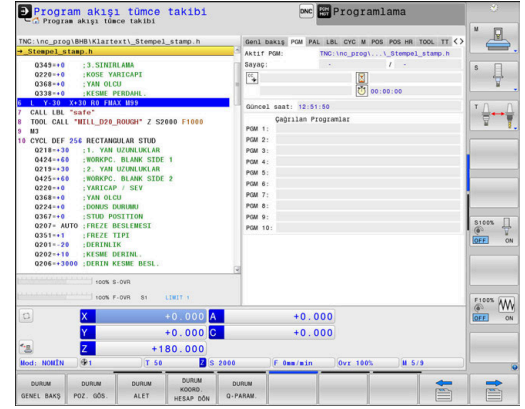 Program akışı tümce takibi
Program akışı tümce takibi
DNC
Programlama
TNC:\nc_prog\BHB\Klartext\_Stempel_stamp.h
→_Stempel_stamp.h
Q349=+0 ;3.SINIRLAMA
Q220=+0 ;KOSE YARICAPI
Q368=+0 ;YAN OLCU
Q338=+0 ;KESME PERDAHL.
6 L Y-30 X+30 R0 FMAX M99
7 CALL LBL "safe"
8 TOOL CALL "MILL_D20_ROUGH" Z S2000 F1000
9 M3
10 CYCL DEF 256 RECTANGULAR STUD
Q218=+30 ;1. YAN UZUNLUKLAR
Q424=+60 ;WORKPC. BLANK SIDE 1
Q219=+30 ;2. YAN UZUNLUKLAR
Q425=+60 ;WORKPC. BLANK SIDE 2
Q220=+0 ;YARICAP / SEV
Q368=+0 ;YAN OLCU
Q224=+0 ;DONUS DURUMU
Q367=+0 ;STUD POSITION
Q207= AUTO ;FREZE BESLEMESI
Q351=+1 ;FREZE TIPI
Q201=-20 ;DERINLIK
Q202=+10 ;KESME DERINL.
Q206=+3000 ;DERIN KESME BESL.
100% S-OVR
100% F-OVR S1 LIMIT 1
Genl bakış PGM PAL LBL CYC M POS POS HR TOOL TT
Aktif PGM: TNC:\nc_prog\...\_Stempel_stamp.h
Sayaç: - / -
00:00:00
Güncel saat: 12:51:50
Çağrılan Programlar
PGM 1:
PGM 2:
PGM 3:
PGM 4:
PGM 5:
PGM 6:
PGM 7:
PGM 8:
PGM 9:
PGM 10:
X +0.000 A +0.000
Y +0.000 C +0.000
Z +180.000
Mod: NOMİN 1 T 50 Z S 2000 F 0mm/min Ovr 100% M 5/9
DURUM GENEL BAKŞ
DURUM POZ. GÖS.
DURUM ALET
DURUM KOORD. HESAP DÖN
DURUM Q-PARAM.
M
S
T
S100%
OFF ON
F100%
OFF ON